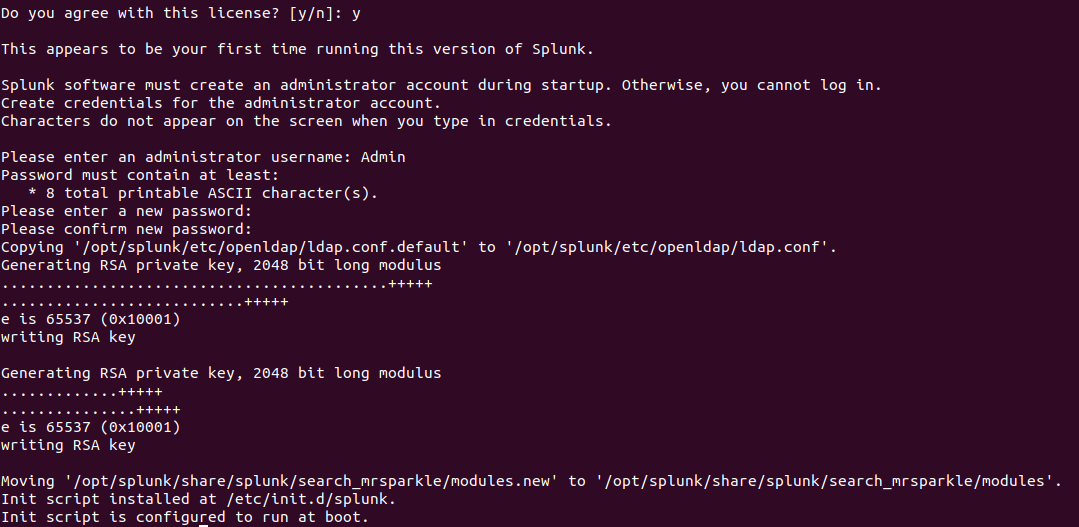 Do you agree with this license? [y/n]: y
This appears to be your first time running this version of Splunk.
Splunk software must create an administrator account during startup. Otherwise, you cannot log in.
Create credentials for the administrator account.
Characters do not appear on the screen when you type in credentials.
Please enter an administrator username: Admin
Password must contain at least:
   * 8 total printable ASCII character(s).
Please enter a new password:
Please confirm new password:
Copying '/opt/splunk/etc/openldap/ldap.conf.default' to '/opt/splunk/etc/openldap/ldap.conf'.
Generating RSA private key, 2048 bit long modulus
...........................................+++++
...........................+++++
e is 65537 (0x10001)
writing RSA key
Generating RSA private key, 2048 bit long modulus
.............+++++
...............+++++
e is 65537 (0x10001)
writing RSA key
Moving '/opt/splunk/share/splunk/search_mrsparkle/modules.new' to '/opt/splunk/share/splunk/search_mrsparkle/modules'.
Init script installed at /etc/init.d/splunk.
Init script is configured to run at boot.